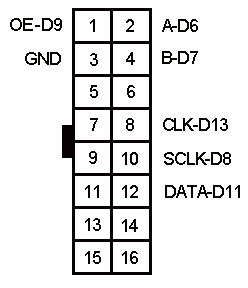 OE-D9 1 2 A-D6
GND 3 4 B-D7
5 6
7 8 CLK-D13
9 10 SCLK-D8
11 12 DATA-D11
13 14
15 16